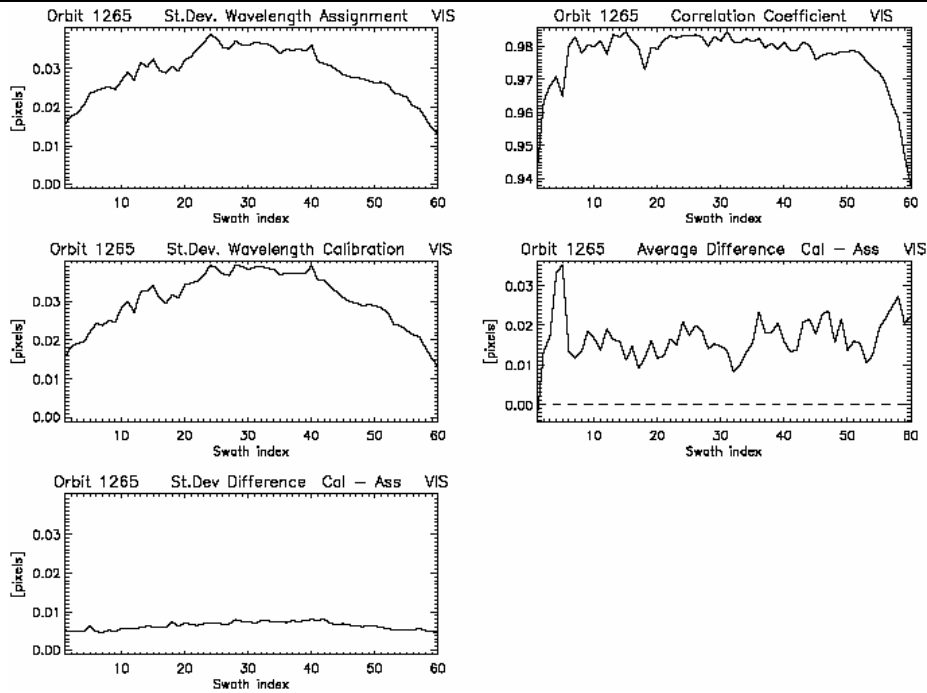 Orbit 1265 St.Dev. Wavelength Assignment VIS
[pixels]
0.03
0.02
0.01
0.00
10 20 30 40 50 60
Swath index
Orbit 1265 Correlation Coefficient VIS
[pixels]
0.98
0.97
0.96
0.95
0.94
10 20 30 40 50 60
Swath index
Orbit 1265 St.Dev. Wavelength Calibration VIS
[pixels]
0.03
0.02
0.01
0.00
10 20 30 40 50 60
Swath index
Orbit 1265 Average Difference Cal – Ass VIS
[pixels]
0.03
0.02
0.01
0.00
10 20 30 40 50 60
Swath index
Orbit 1265 St.Dev Difference Cal – Ass VIS
[pixels]
0.03
0.02
0.01
0.00
10 20 30 40 50 60
Swath index